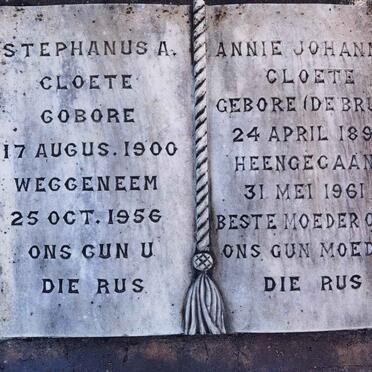 STEPHANUS A.
CLOETE
GOBORE
17 AUGUS. 1900
WEGGENEEM
25 OCT. 1956
ONS GUN U
DIE RUS
ANNIE JOHANN
CLOETE
GEBORE (DE BRU
24 APRIL 189
HEENGEGAAN
31 MEI 1961
BESTE MOEDER
ONS GUN MOED
DIE RUS